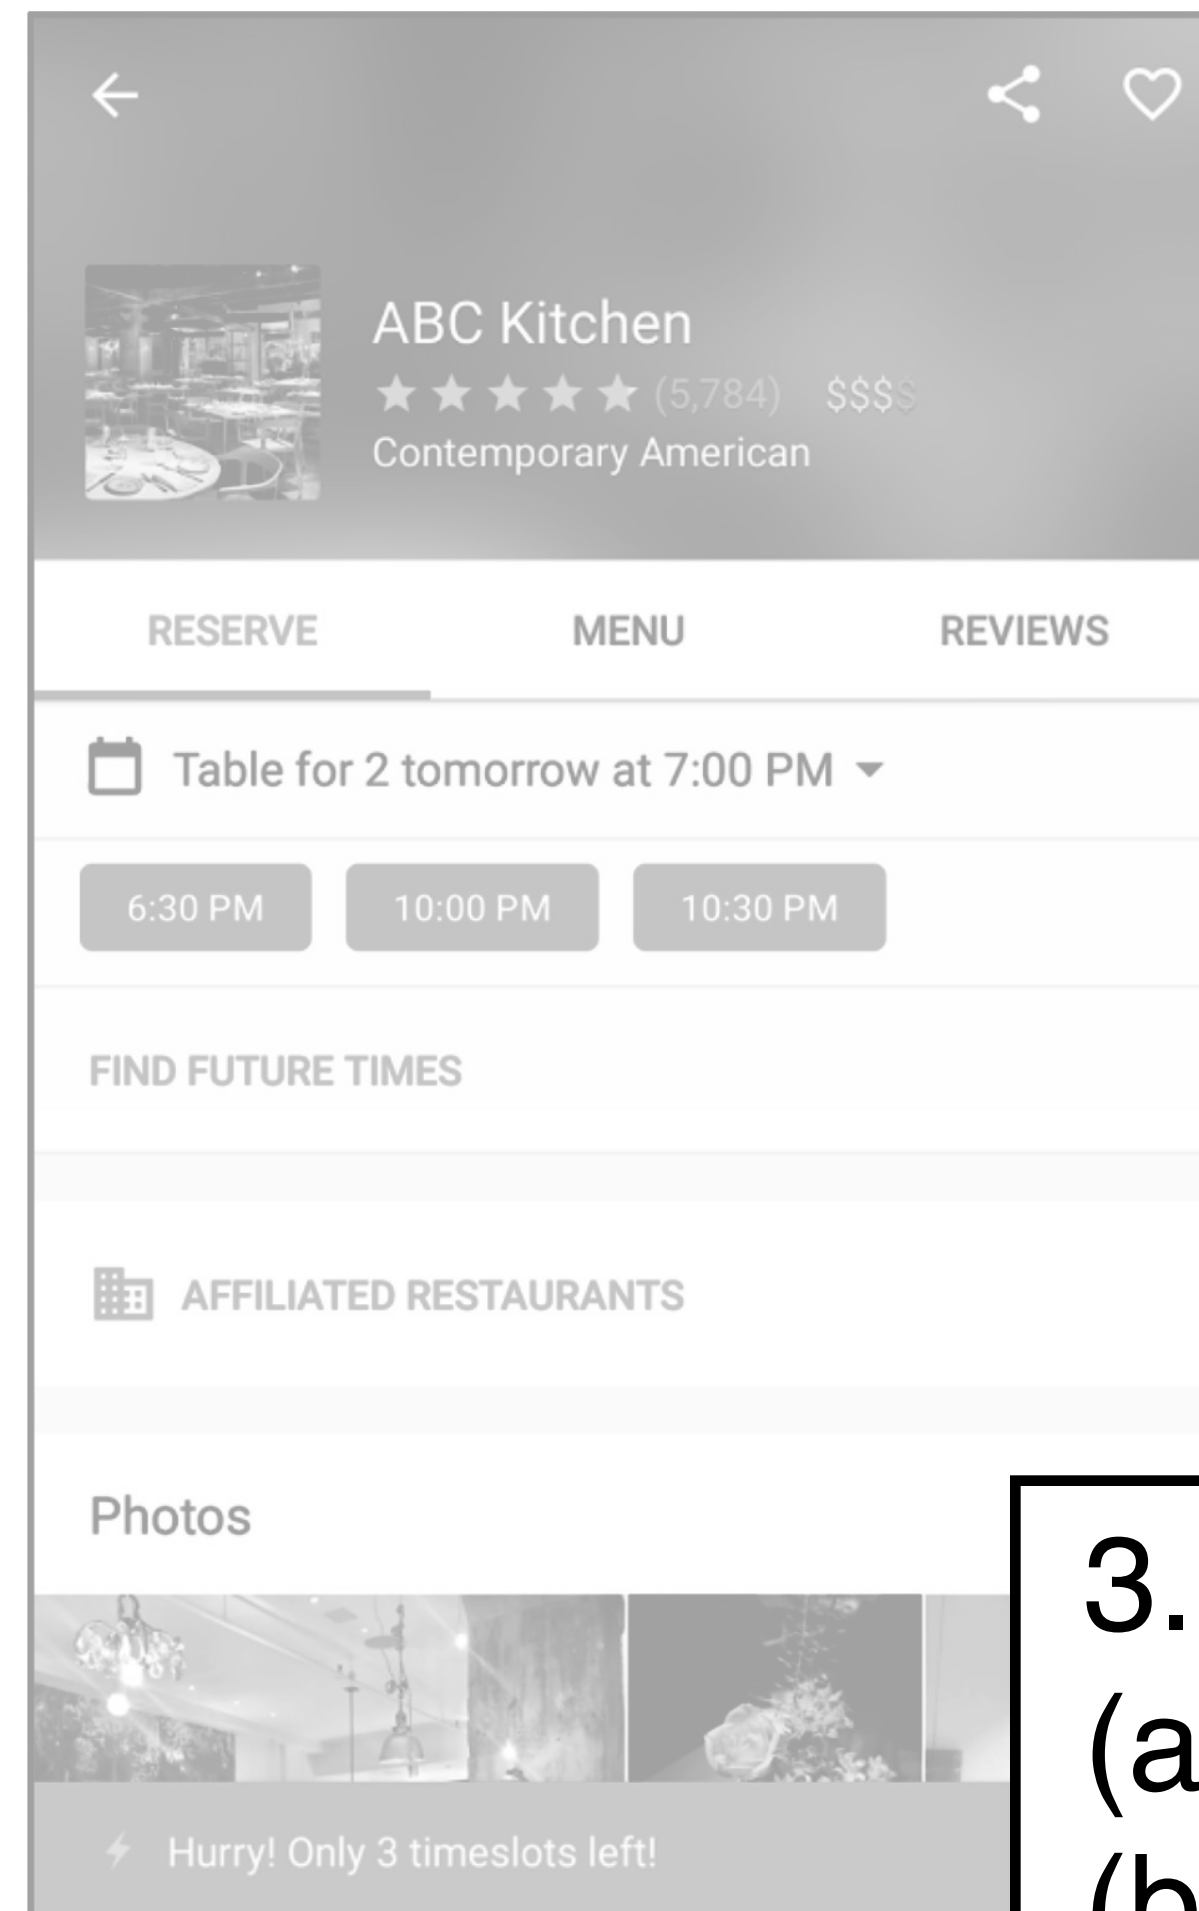 ABC Kitchen
(5,784) $$$$
Contemporary American
RESERVE MENU REVIEWS
Table for 2 tomorrow at 7:00 PM
6:30 PM 10:00 PM 10:30 PM
FIND FUTURE TIMES
AFFILIATED RESTAURANTS
Photos
Hurry! Only 3 timeslots left!
3.
(a
(b